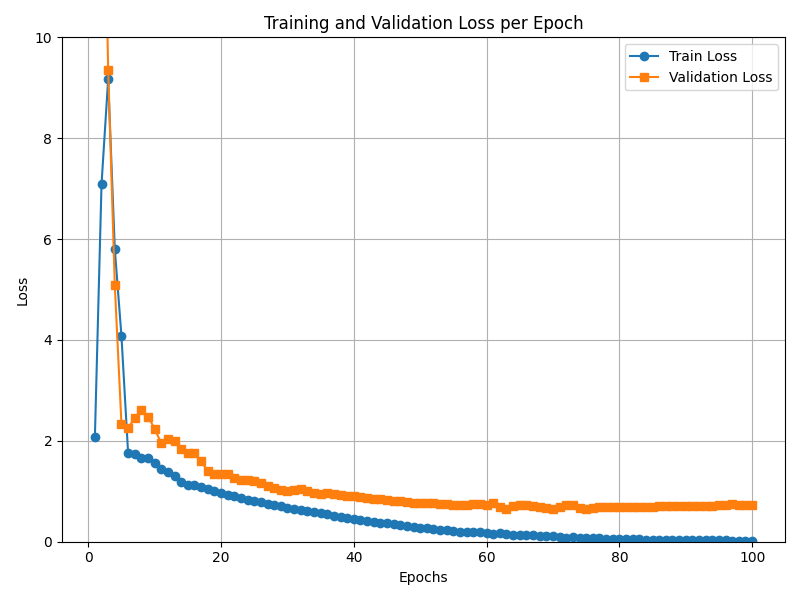 Training and Validation Loss per Epoch
Train Loss
Validation Loss
Loss
10
8
6
4
2
0
0 20 40 60 80 100
Epochs